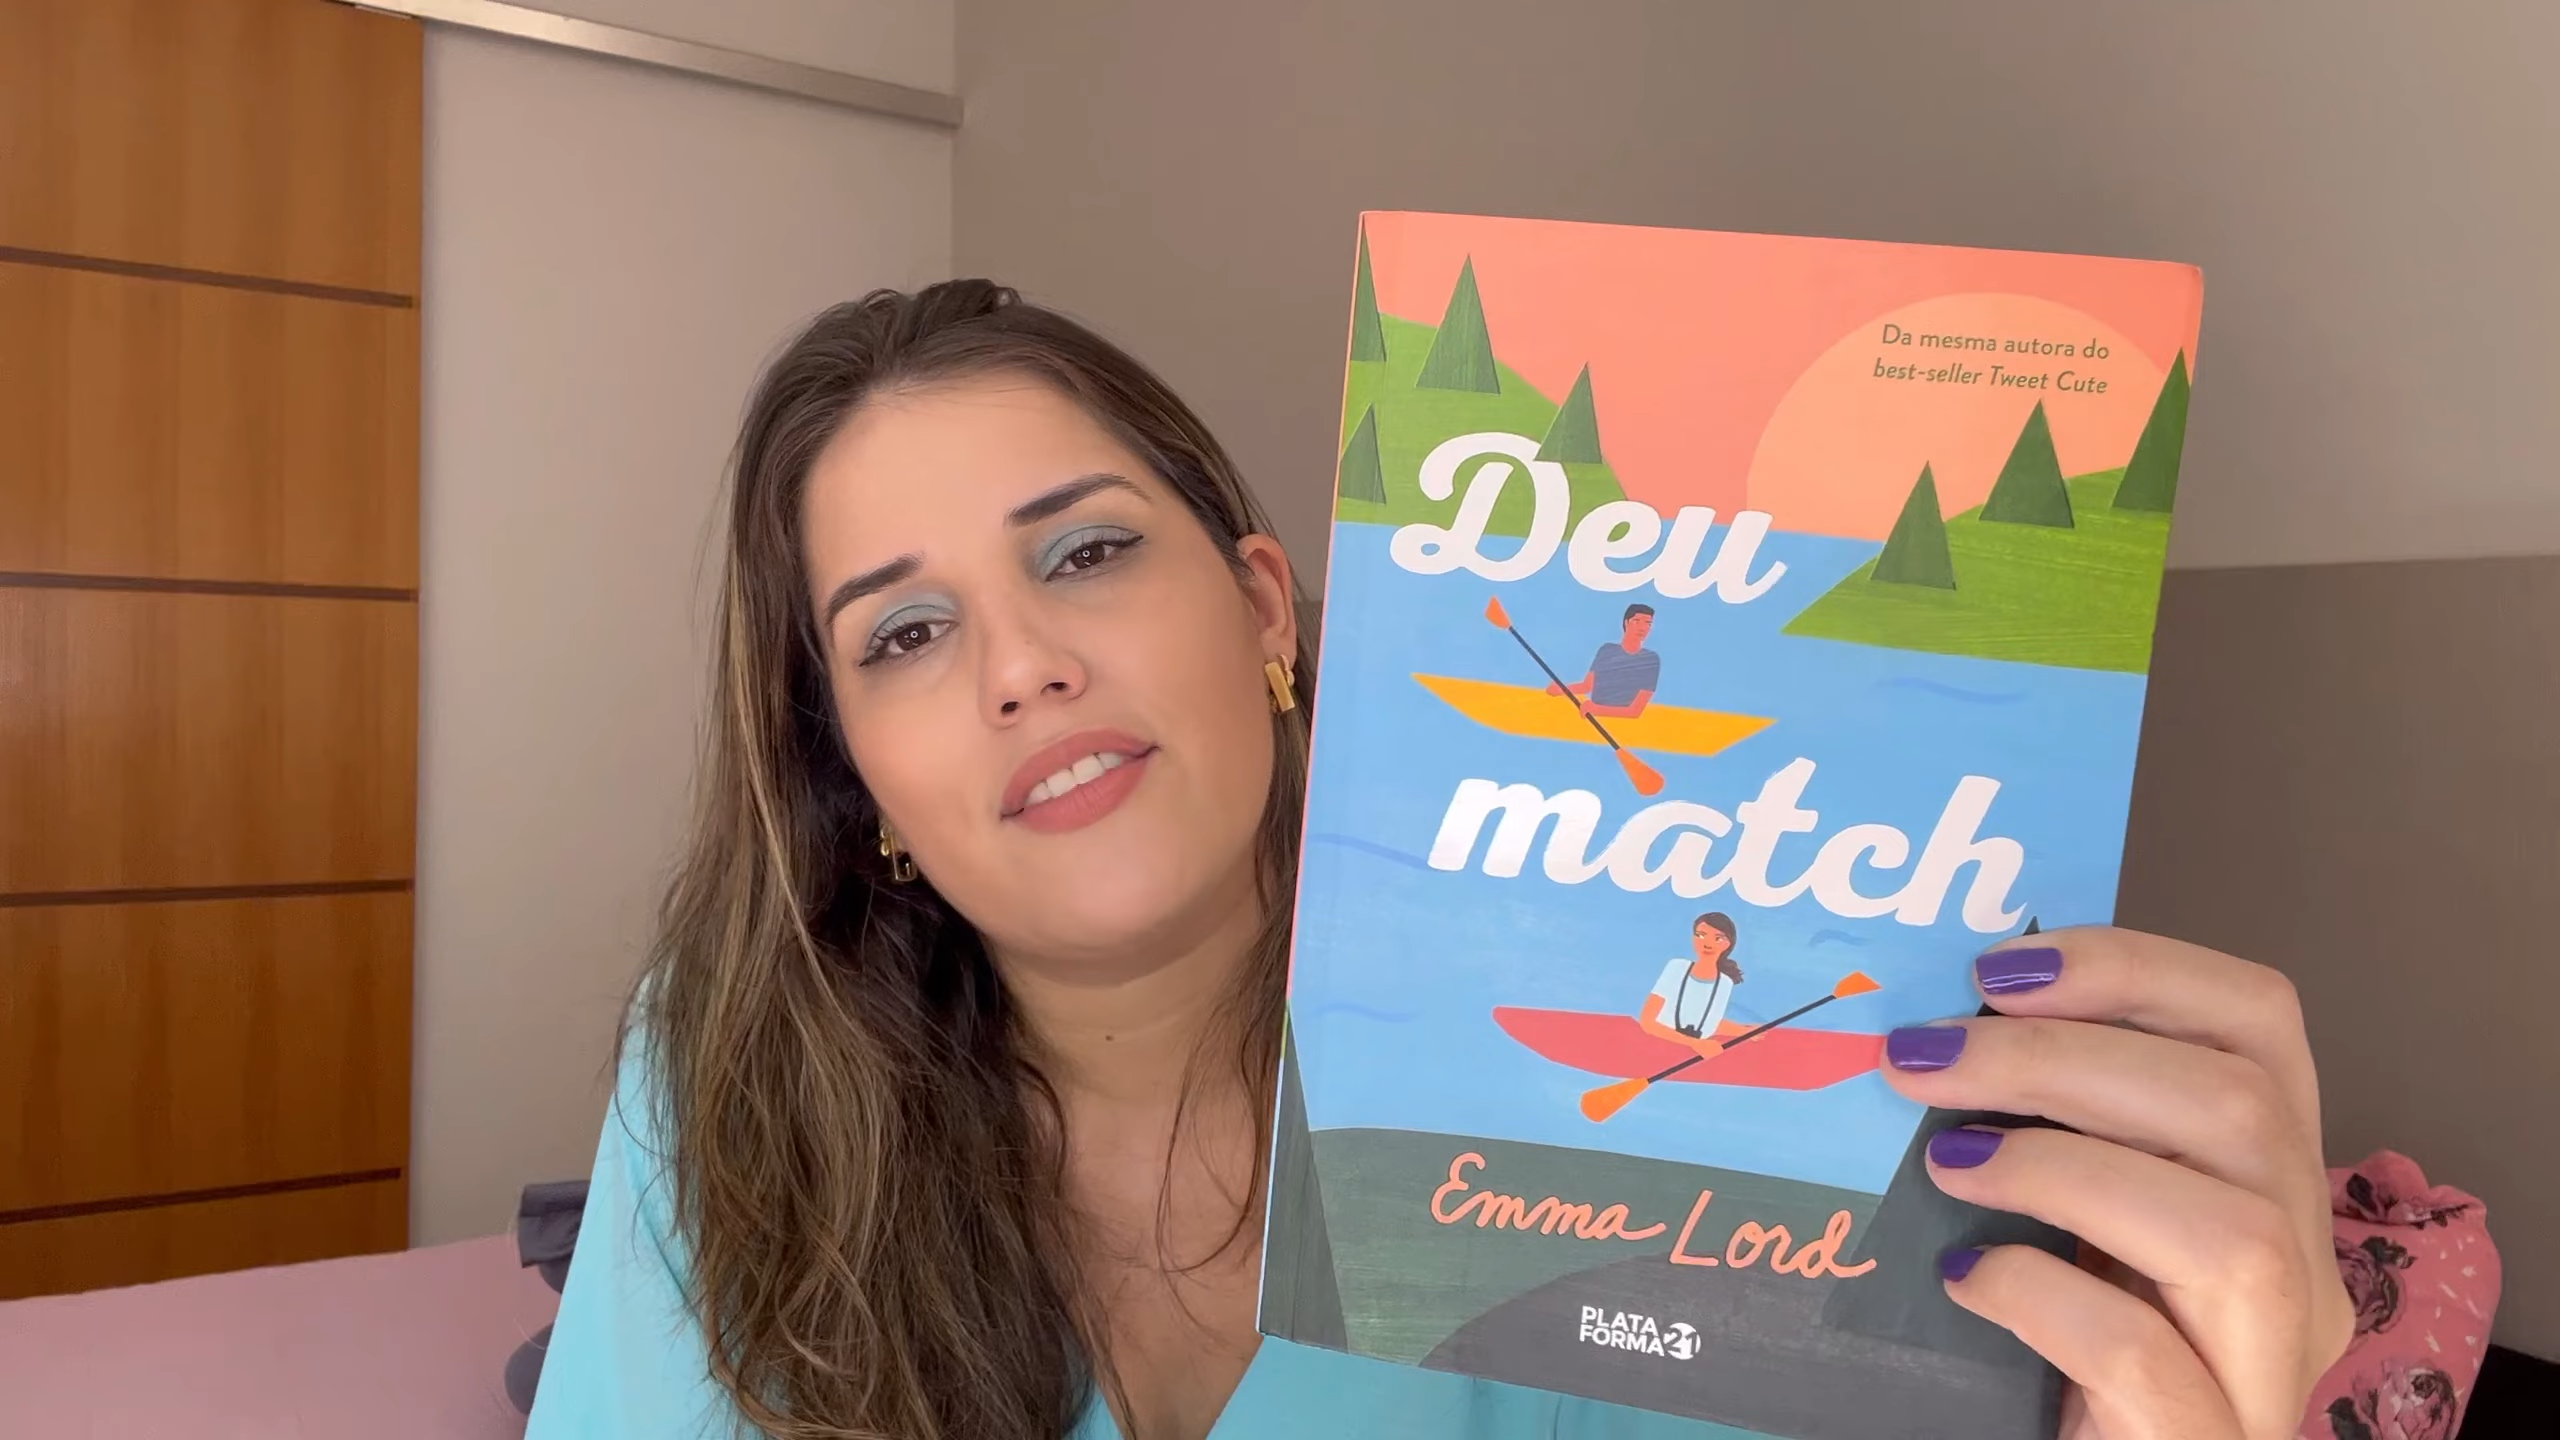 Da mesma autora do
best-seller Tweet Cute
Deu
match
Emma Lord
PLATA
FORMA21